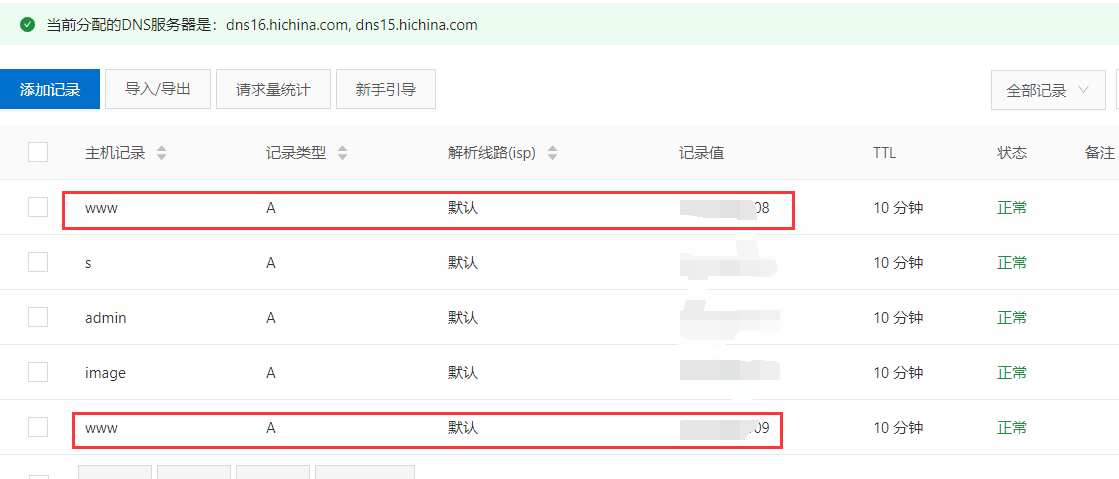 当前分配的DNS服务器是：dns16.hichina.com, dns15.hichina.com
添加记录 导入/导出 请求量统计 新手引导 全部记录
主机记录 记录类型 解析线路(isp) 记录值 TTL 状态 备注
www A 默认 08 10 分钟 正常
s A 默认 10 分钟 正常
admin A 默认 10 分钟 正常
image A 默认 10 分钟 正常
www A 默认 09 10 分钟 正常